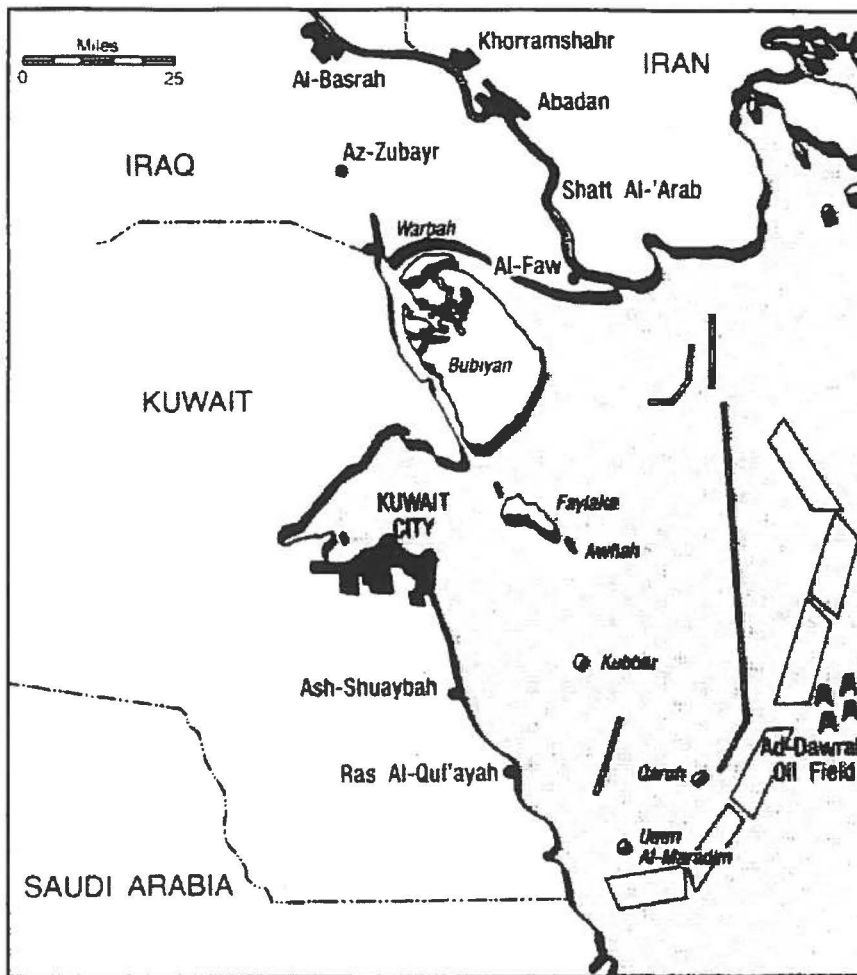 Miles
0 25
Al-Basrah
Khorramshahr
IRAN
Abadan
Az-Zubayr
IRAQ
Shatt Al-'Arab
Warbah
Al-Faw
Bubiyan
KUWAIT
KUWAIT
CITY
Faylaka
Awhah
Kubbar
Ash-Shuaybah
Ad-Dawrah
Oil Field
Ras Al-Qul'ayah
Qaruh
Umm
Al-Maradim
SAUDI ARABIA